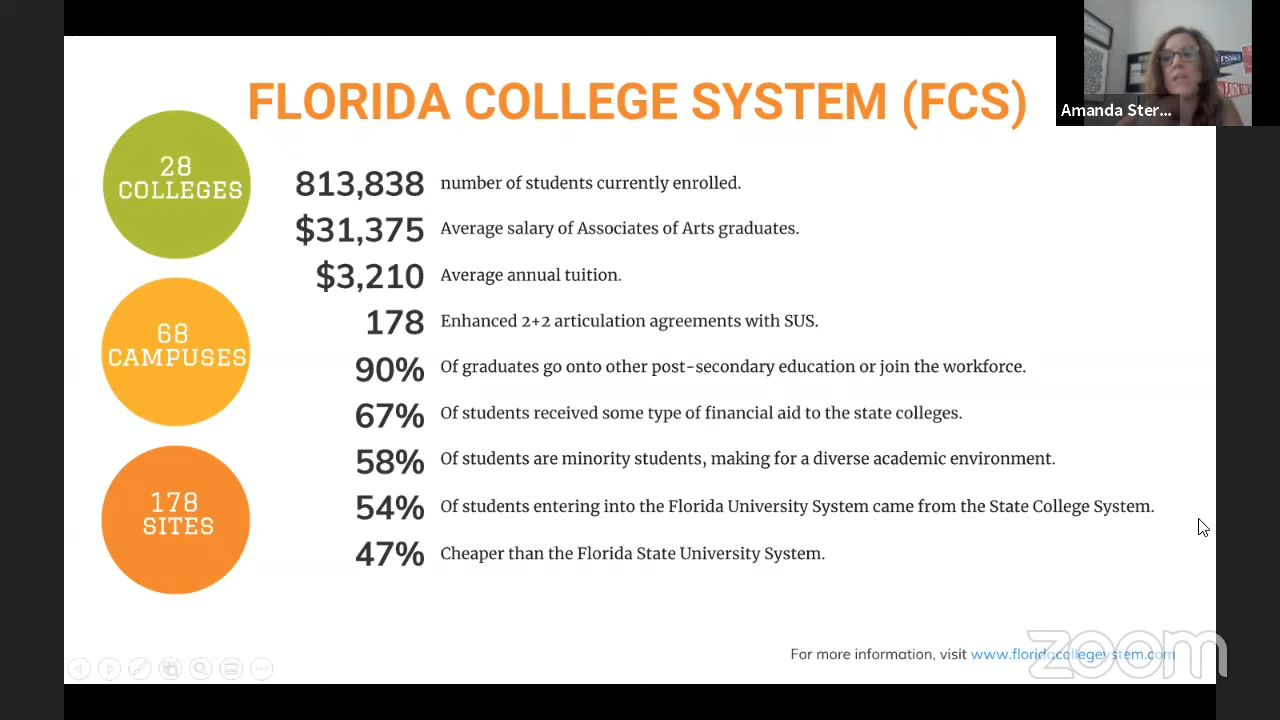 FLORIDA COLLEGE SYSTEM (FCS)
Amanda Ster...
28
COLLEGES
68
CAMPUSES
178
SITES
813,838 number of students currently enrolled.
$31,375 Average salary of Associates of Arts graduates.
$3,210 Average annual tuition.
178 Enhanced 2+2 articulation agreements with SUS.
90% Of graduates go onto other post-secondary education or join the workforce.
67% Of students received some type of financial aid to the state colleges.
58% Of students are minority students, making for a diverse academic environment.
54% Of students entering into the Florida University System came from the State College System.
47% Cheaper than the Florida State University System.
For more information, visit www.floridacollegeystem.com
zoom